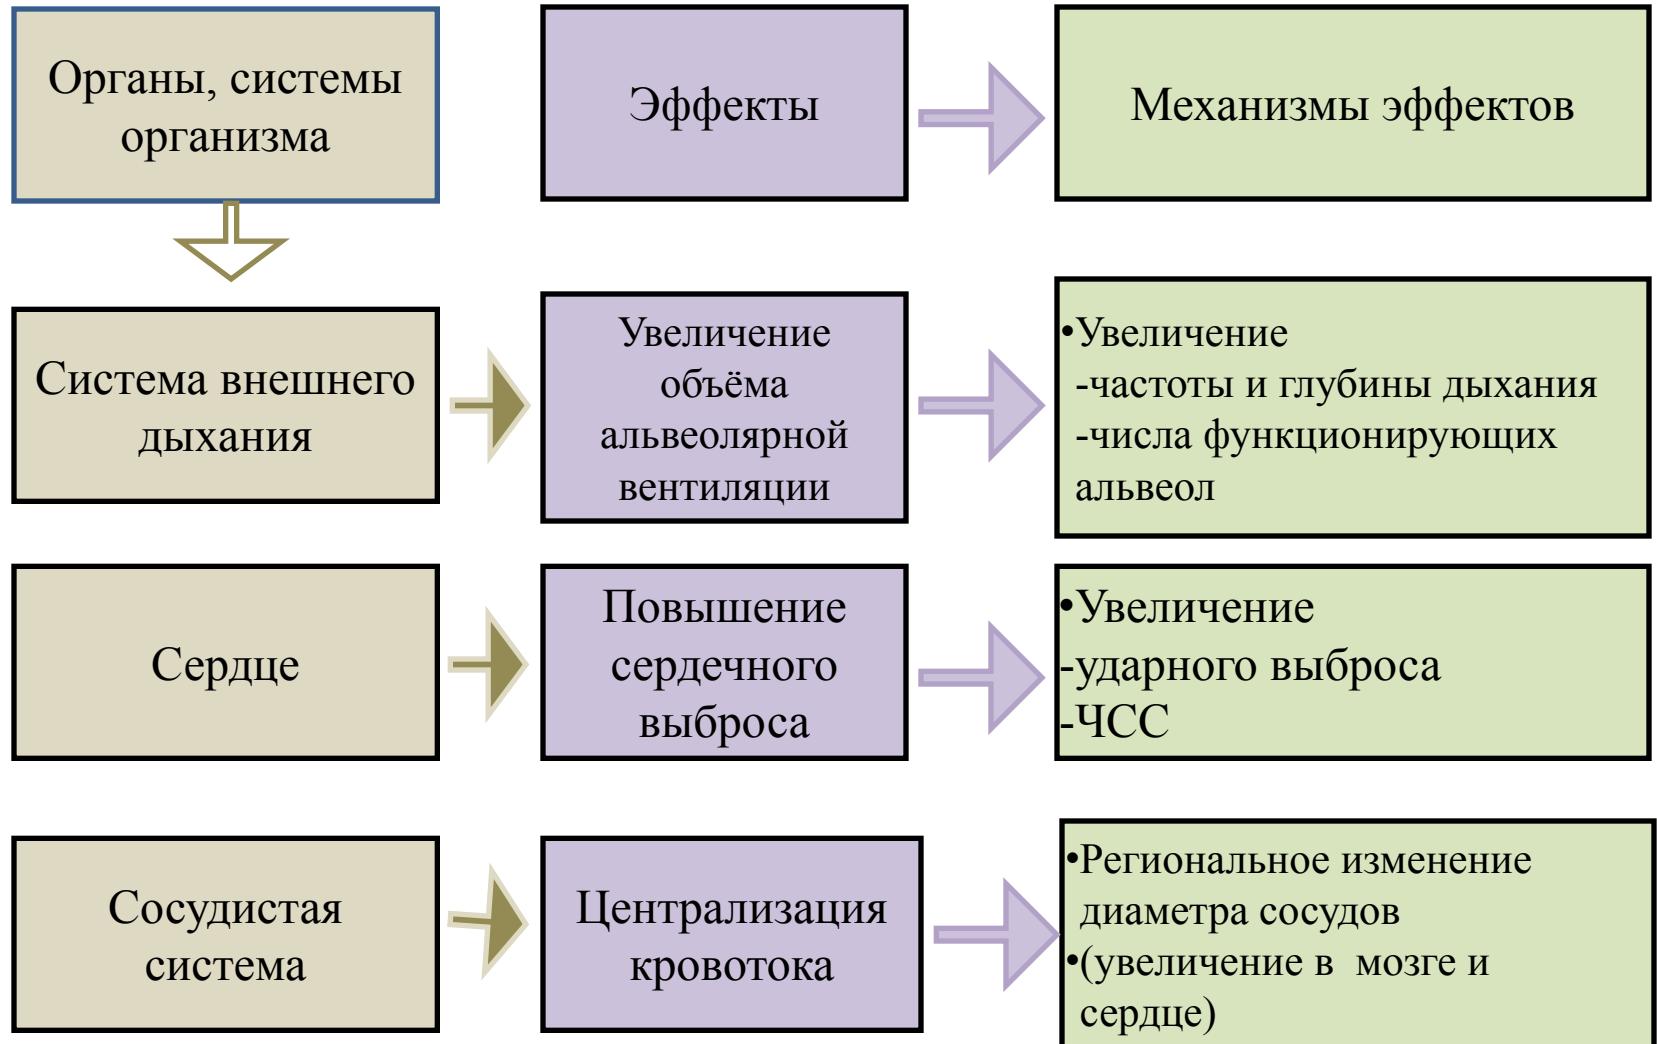 Органы, системы
организма
Эффекты
Механизмы эффектов
Система внешнего
дыхания
Увеличение
объёма
альвеолярной
вентиляции
•Увеличение
-частоты и глубины дыхания
-числа функционирующих
альвеол
Сердце
Повышение
сердечного
выброса
•Увеличение
-ударного выброса
-ЧСС
Сосудистая
система
Централизация
кровотока
•Региональное изменение
диаметра сосудов
•(увеличение в мозге и
сердце)